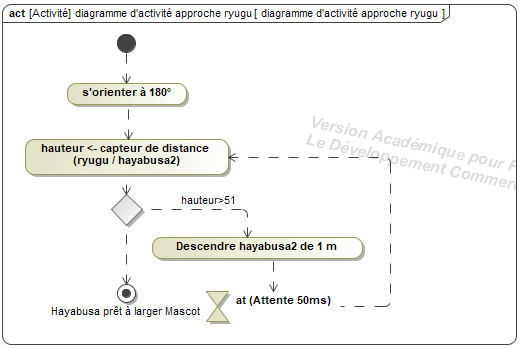 act [Activité] diagramme d'activité approche ryugu [ diagramme d'activité approche ryugu ]
s'orienter à 180°
hauteur <- capteur de distance
(ryugu / hayabusa2)
Version Académique pour
Le Développement Commer
hauteur>51
Descendre hayabusa2 de 1 m
at (Attente 50ms)
Hayabusa prêt à larger Mascot